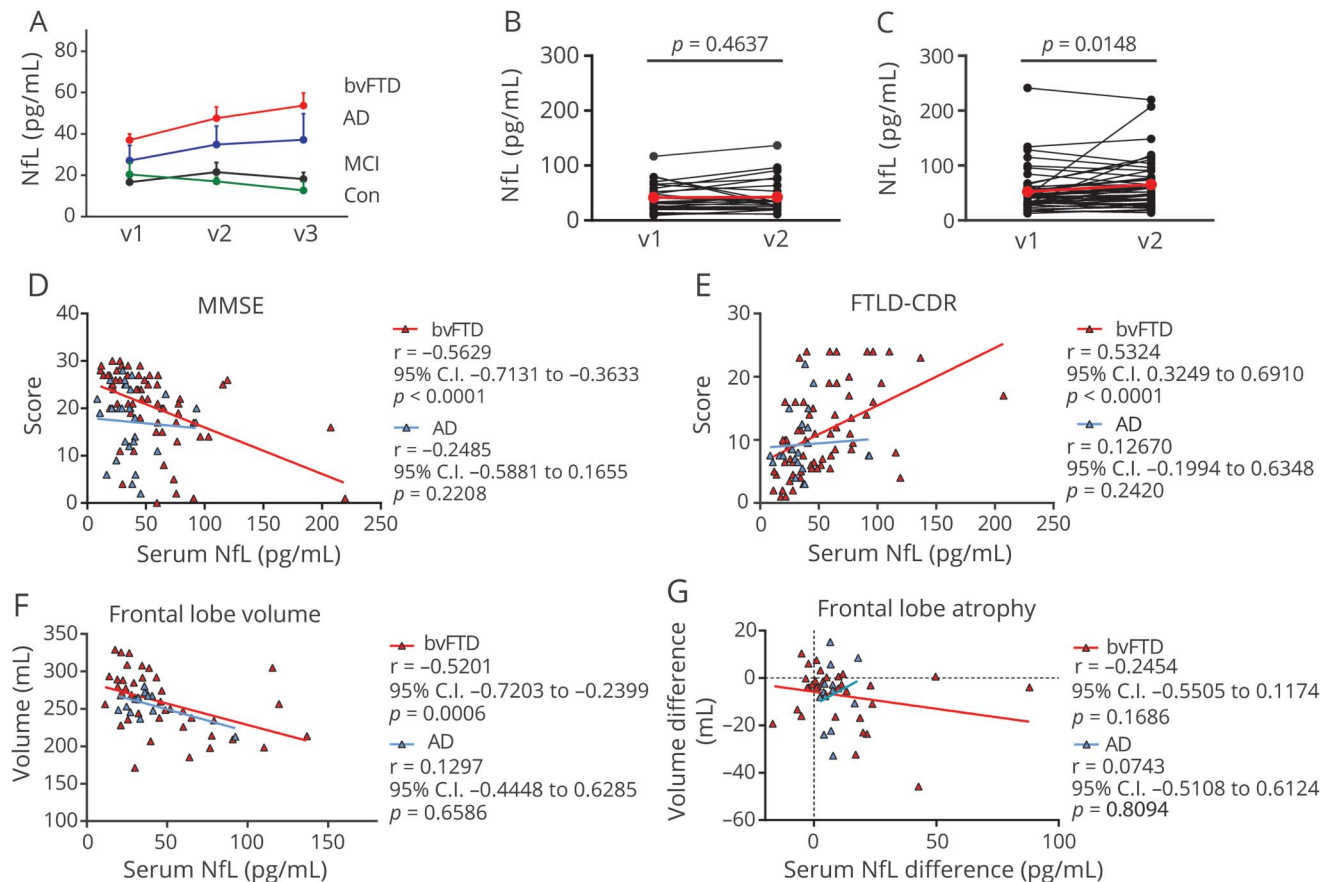 A
NfL (pg/mL)
80
60
40
20
0
v1
v2
v3
bvFTD
AD
MCI
Con
B
NfL (pg/mL)
300
200
100
0
p = 0.4637
v1
v2
C
NfL (pg/mL)
300
200
100
0
p = 0.0148
v1
v2
D
MMSE
Score
40
30
20
10
0
0 50 100 150 200 250
Serum NfL (pg/mL)
bvFTD
r = –0.5629
95% C.I. –0.7131 to –0.3633
p < 0.0001
AD
r = –0.2485
95% C.I. –0.5881 to 0.1655
p = 0.2208
E
FTLD-CDR
Score
30
20
10
0
0 50 100 150 200 250
Serum NfL (pg/mL)
bvFTD
r = 0.5324
95% C.I. 0.3249 to 0.6910
p < 0.0001
AD
r = 0.12670
95% C.I. –0.1994 to 0.6348
p = 0.2420
F
Frontal lobe volume
Volume (mL)
350
300
250
200
150
100
0 50 100 150
Serum NfL (pg/mL)
bvFTD
r = –0.5201
95% C.I. –0.7203 to –0.2399
p = 0.0006
AD
r = 0.1297
95% C.I. –0.4448 to 0.6285
p = 0.6586
G
Frontal lobe atrophy
Volume difference
(mL)
20
0
–20
–40
–60
0 50 100
Serum NfL difference (pg/mL)
bvFTD
r = –0.2454
95% C.I. –0.5505 to 0.1174
p = 0.1686
AD
r = 0.0743
95% C.I. –0.5108 to 0.6124
p = 0.8094